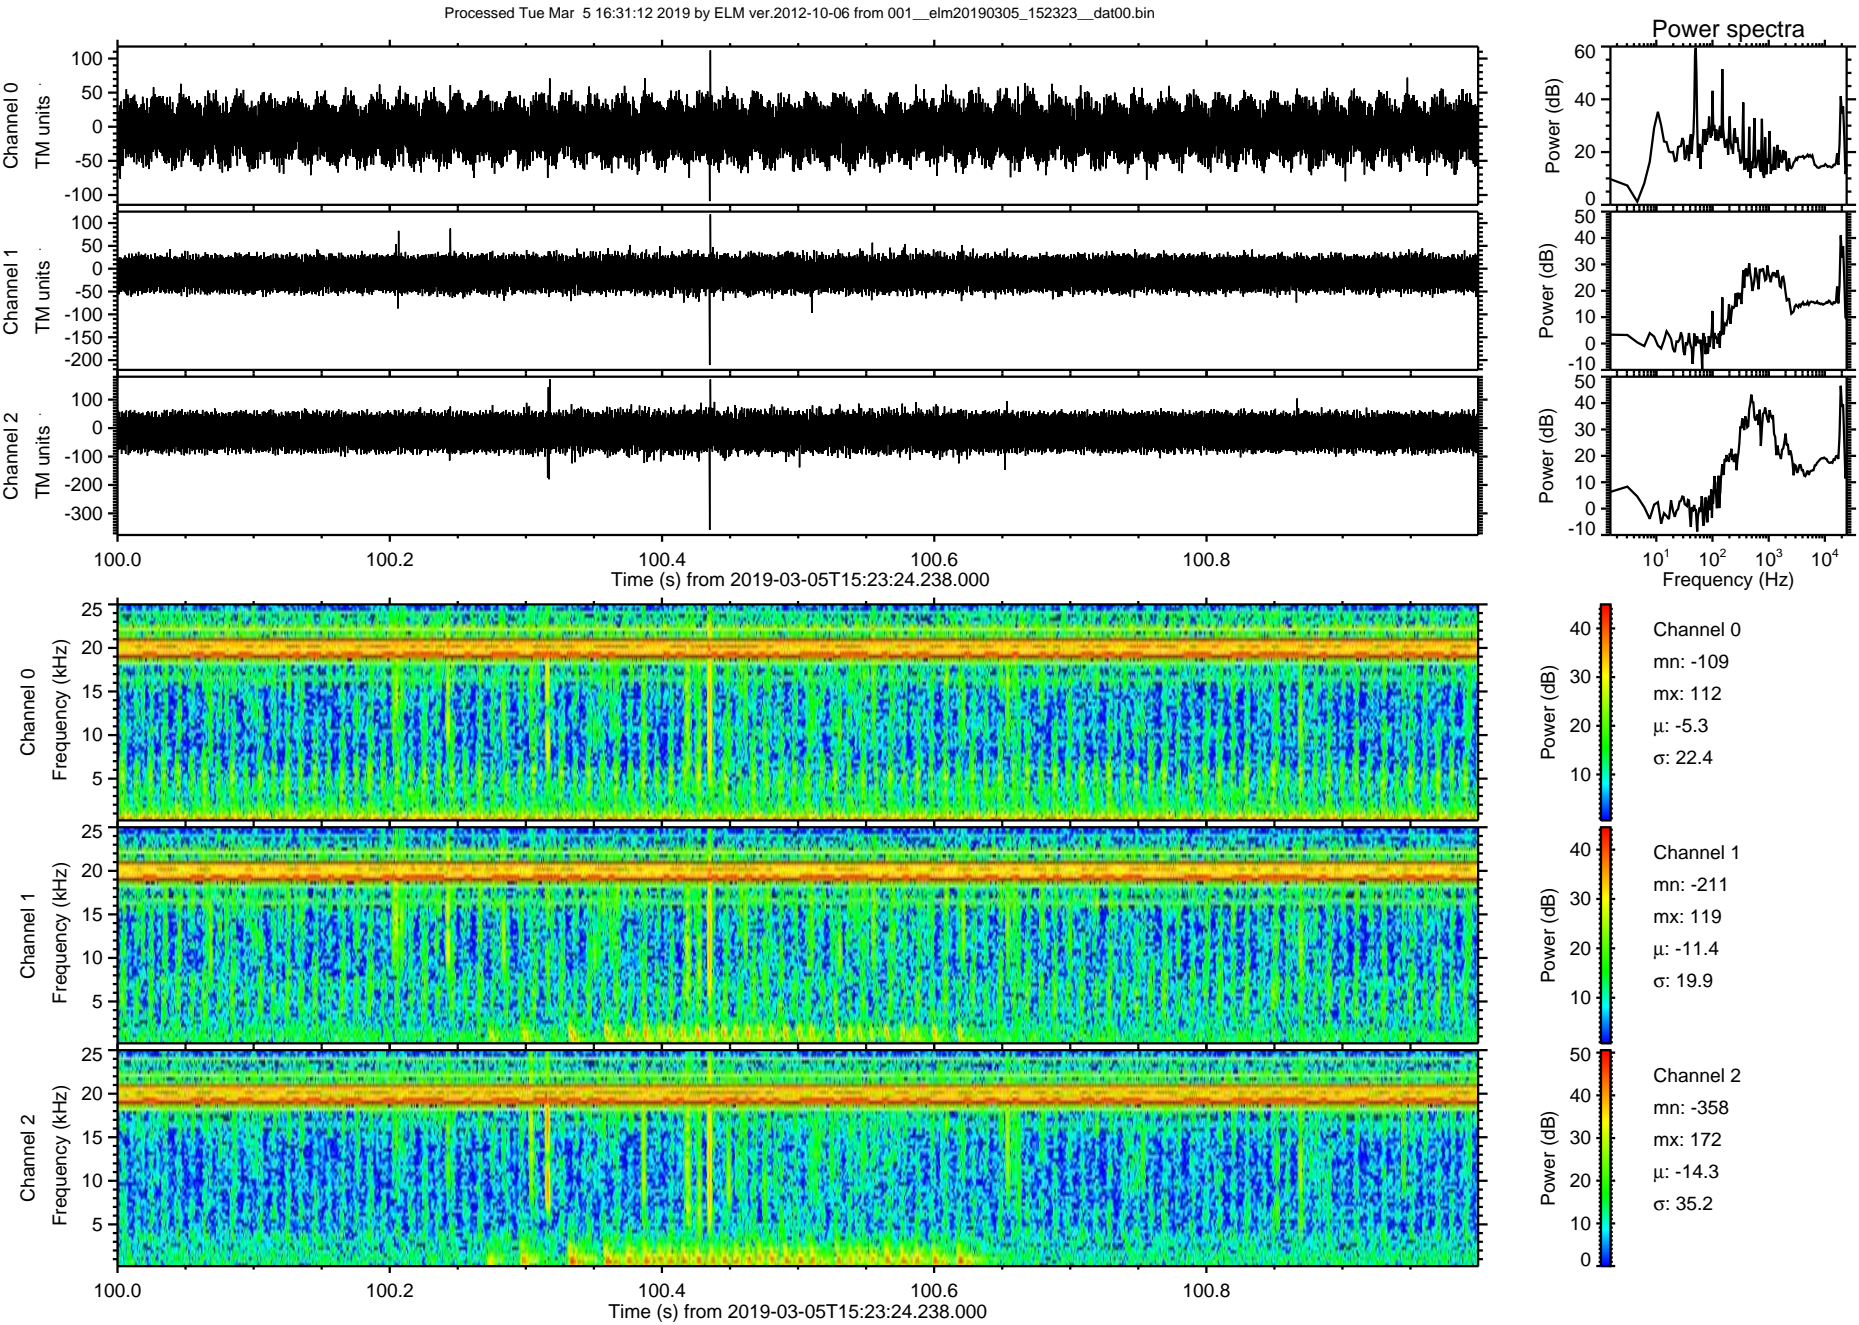 Processed Tue Mar  5 16:31:12 2019 by ELM ver.2012-10-06 from 001__elm20190305_152323__dat00.bin
Power spectra
Channel 0
TM units
100
50
0
-50
-100
Power (dB)
60
40
20
0
Channel 1
TM units
100
50
0
-50
-100
-150
-200
Power (dB)
50
40
30
20
10
0
-10
Channel 2
TM units
100
0
-100
-200
-300
Power (dB)
50
40
30
20
10
0
-10
100.0 100.2 100.4 100.6 100.8
Time (s) from 2019-03-05T15:23:24.238.000
10¹ 10² 10³ 10⁴
Frequency (Hz)
Channel 0
Frequency (kHz)
25
20
15
10
5
Power (dB)
40
30
20
10
Channel 0
mn: -109
mx: 112
μ: -5.3
σ: 22.4
Channel 1
Frequency (kHz)
25
20
15
10
5
Power (dB)
40
30
20
10
Channel 1
mn: -211
mx: 119
μ: -11.4
σ: 19.9
Channel 2
Frequency (kHz)
25
20
15
10
5
Power (dB)
50
40
30
20
10
0
Channel 2
mn: -358
mx: 172
μ: -14.3
σ: 35.2
100.0 100.2 100.4 100.6 100.8
Time (s) from 2019-03-05T15:23:24.238.000